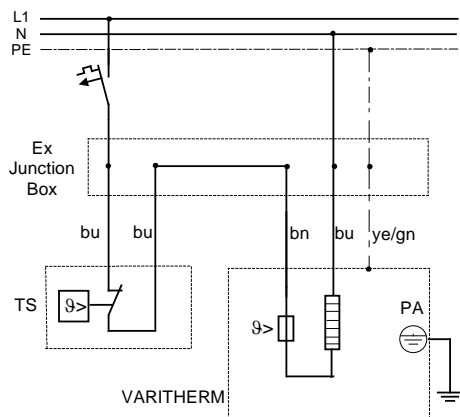 L1
N
PE
Ex
Junction
Box
bu
bu
bn
bu
ye/gn
TS
ϑ>
ϑ>
PA
VARITHERM